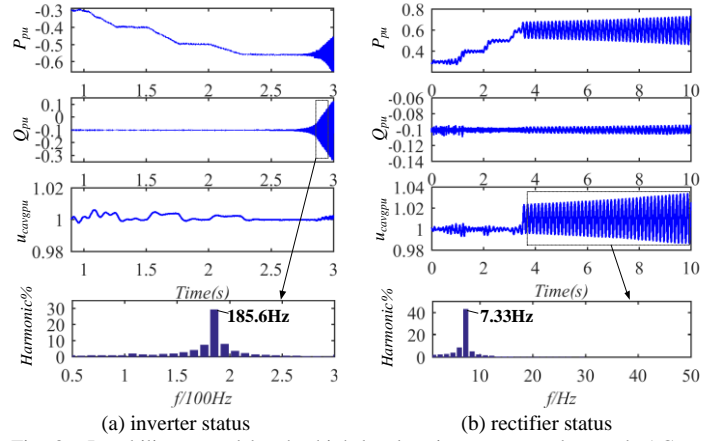 P_pu
-0.3
-0.4
-0.5
-0.6
1 1.5 2 2.5 3
Q_pu
0.1
0
-0.1
-0.2
-0.3
1 1.5 2 2.5 3
u_cavgpu
1.02
1
0.98
1 1.5 2 2.5 3
Time(s)
Harmonic%
30
20
10
0
185.6Hz
0.5 1 1.5 2 2.5 3
f/100Hz
(a) inverter status
P_pu
0.8
0.6
0.4
0 2 4 6 8 10
Q_pu
-0.06
-0.08
-0.1
-0.12
-0.14
0 2 4 6 8 10
u_cavgpu
1.04
1.02
1
0.98
0 2 4 6 8 10
Time(s)
Harmonic%
40
20
0
7.33Hz
10 20 30 40 50
f/Hz
(b) rectifier status